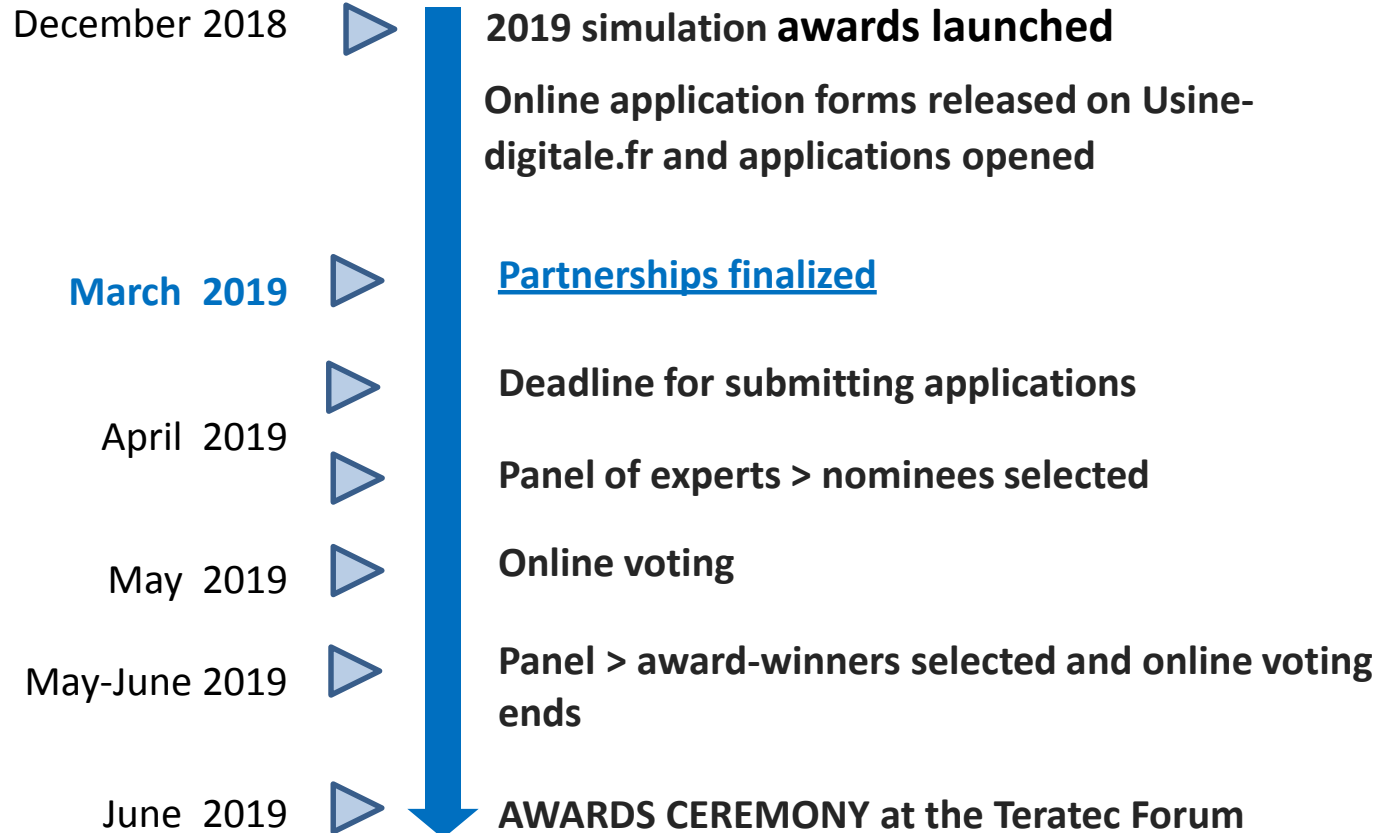 December 2018
2019 simulation awards launched
Online application forms released on Usine-
digitale.fr and applications opened
March 2019
Partnerships finalized
Deadline for submitting applications
April 2019
Panel of experts > nominees selected
May 2019
Online voting
May-June 2019
Panel > award-winners selected and online voting
ends
June 2019
AWARDS CEREMONY at the Teratec Forum